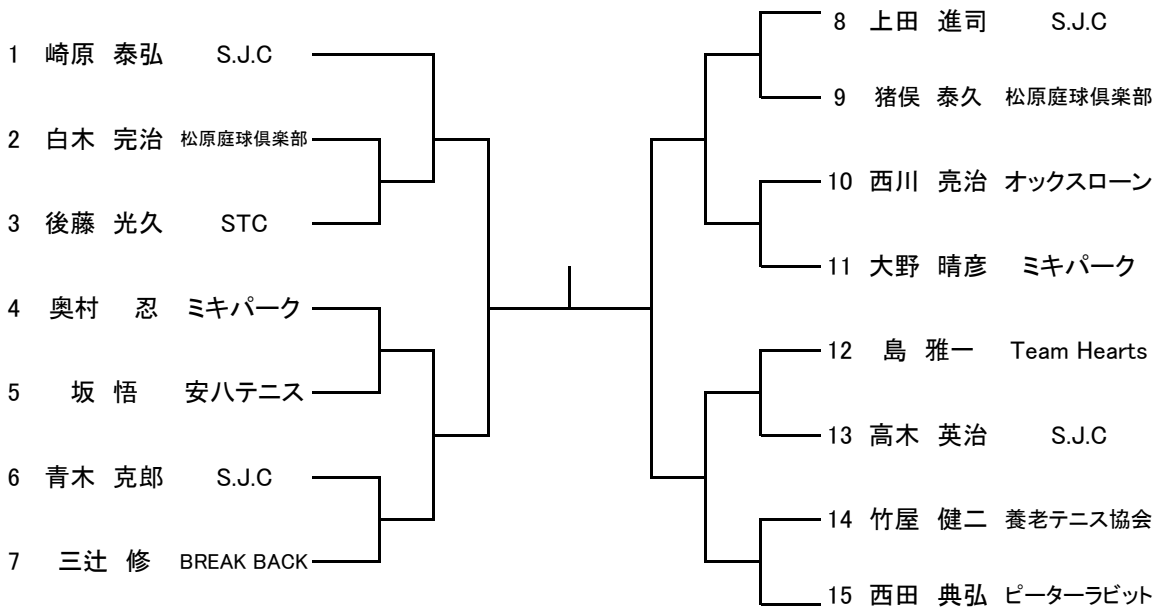 1 崎原 泰弘 S.J.C
2 白木 完治 松原庭球倶楽部
3 後藤 光久 STC
4 奥村 忍 ミキパーク
5 坂 悟 安八テニス
6 青木 克郎 S.J.C
7 三辻 修 BREAK BACK
8 上田 進司 S.J.C
9 猪俣 泰久 松原庭球倶楽部
10 西川 亮治 オックスローン
11 大野 晴彦 ミキパーク
12 島 雅一 Team Hearts
13 高木 英治 S.J.C
14 竹屋 健二 養老テニス協会
15 西田 典弘 ピーターラビット